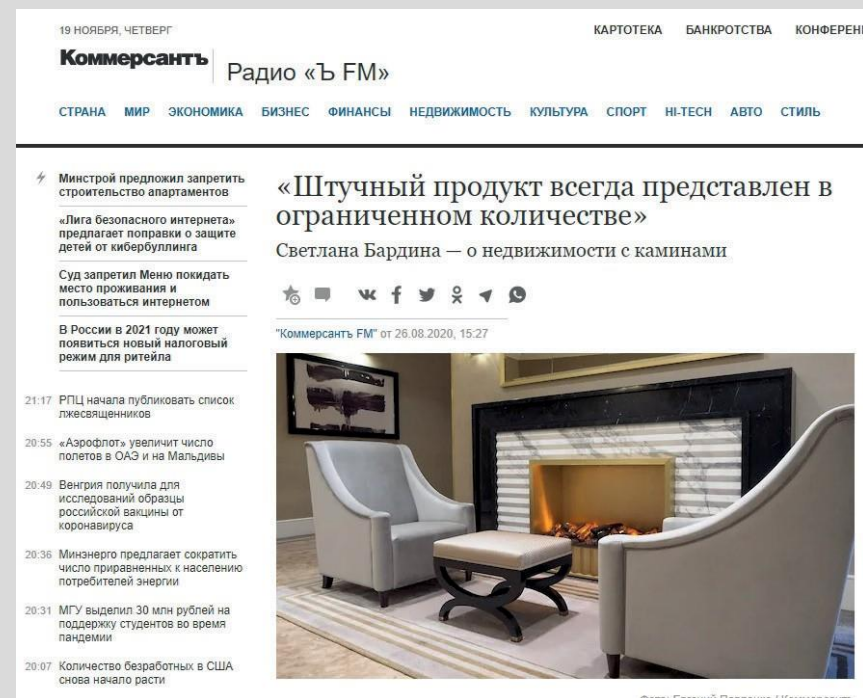 19 НОЯБРЯ, ЧЕТВЕРГ
КАРТОТЕКА БАНКРОТСТВА
Коммерсантъ Радио «Ъ FM»
СТРАНА МИР ЭКОНОМИКА БИЗНЕС ФИНАНСЫ НЕДВИЖИМОСТЬ КУЛЬТУРА СПОРТ HI-TECH АВТО СТИЛЬ
Минстрой предложил запретить
строительство апартаментов
«Лига безопасного интернета»
предлагает поправки о защите
детей от кибербуллинга
Суд запретил Меню покидать
место проживания и
пользоваться интернетом
В России в 2021 году может
появиться новый налоговый
режим для ритейла
21:17 РПЦ начала публиковать список
лжесвященников
20:55 «Аэрофлот» увеличит число
полетов в ОАЭ и на Мальдивы
20:49 Венгрия получила для
исследований образцы
российской вакцины от
коронавируса
20:36 Минэнерго предлагает сократить
число приравненных к населению
потребителей энергии
20:31 МГУ выделил 30 млн рублей на
поддержку студентов во время
пандемии
20:07 Количество безработных в США
снова начало расти
«Штучный продукт всегда представлен в
ограниченном количестве»
Светлана Бардина — о недвижимости с каминами
"Коммерсантъ FM" от 26.08.2020, 15:27